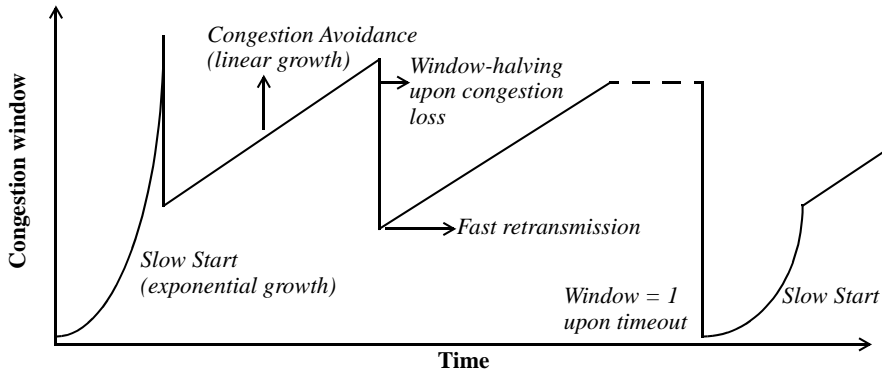 Congestion Avoidance
(linear growth)
Window-halving
upon congestion
loss
Congestion window
Fast retransmission
Slow Start
(exponential growth)
Window = 1
upon timeout
Slow Start
Time